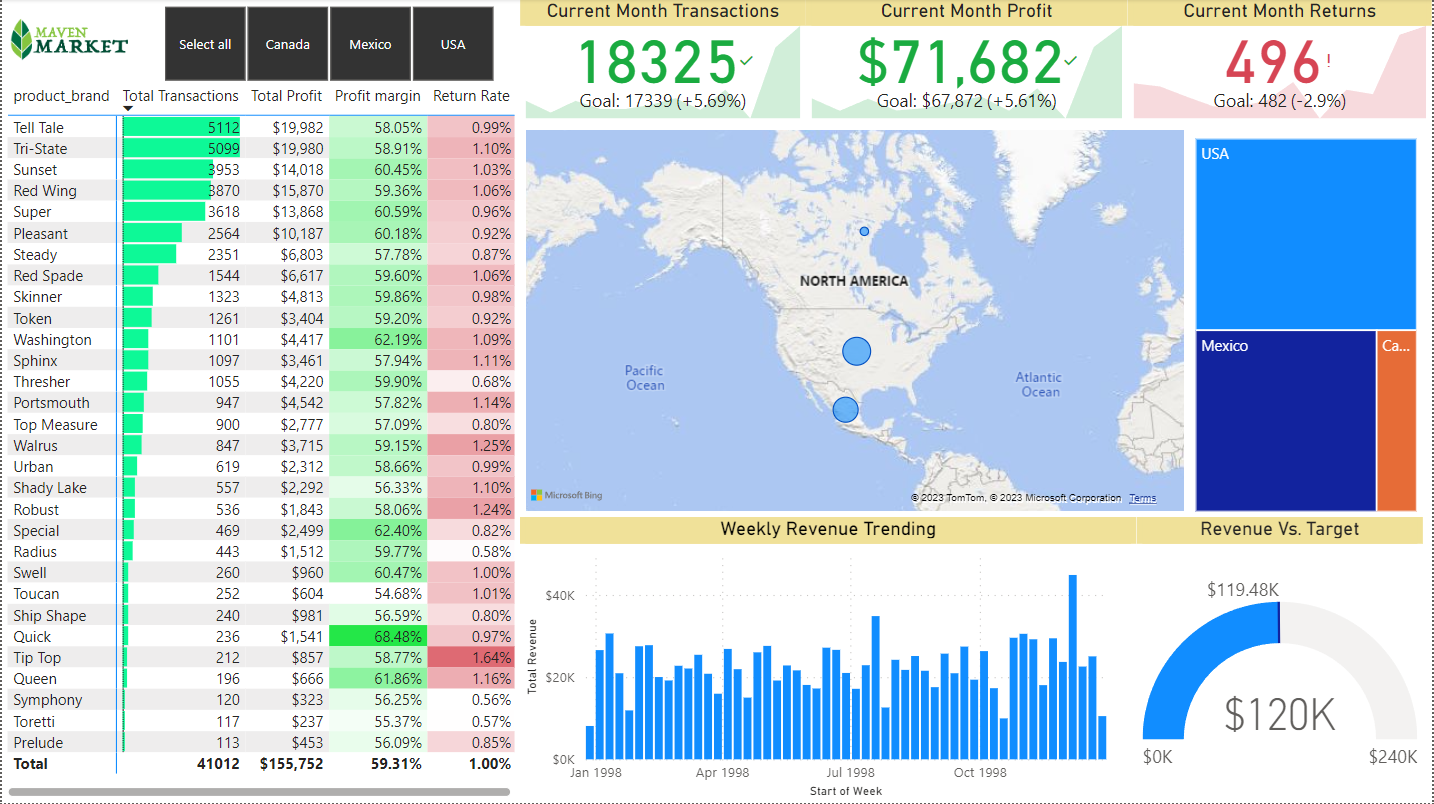 MAVEN
MARKET
Select all
Canada
Mexico
USA
product_brand Total Transactions Total Profit Profit margin Return Rate
Tell Tale 5112 $19,982 58.05% 0.99%
Tri-State 5099 $19,980 58.91% 1.10%
Sunset 3953 $14,018 60.45% 1.03%
Red Wing 3870 $15,870 59.36% 1.06%
Super 3618 $13,868 60.59% 0.96%
Pleasant 2564 $10,187 60.18% 0.92%
Steady 2351 $6,803 57.78% 0.87%
Red Spade 1544 $6,617 59.60% 1.06%
Skinner 1323 $4,813 59.86% 0.98%
Token 1261 $3,404 59.20% 0.92%
Washington 1101 $4,417 62.19% 1.09%
Sphinx 1097 $3,461 57.94% 1.11%
Thresher 1055 $4,220 59.90% 0.68%
Portsmouth 947 $4,542 57.82% 1.14%
Top Measure 900 $2,777 57.09% 0.80%
Walrus 847 $3,715 59.15% 1.25%
Urban 619 $2,312 58.66% 0.99%
Shady Lake 557 $2,292 56.33% 1.10%
Robust 536 $1,843 58.06% 1.24%
Special 469 $2,499 62.40% 0.82%
Radius 443 $1,512 59.77% 0.58%
Swell 260 $960 60.47% 1.00%
Toucan 252 $604 54.68% 1.01%
Ship Shape 240 $981 56.59% 0.80%
Quick 236 $1,541 68.48% 0.97%
Tip Top 212 $857 58.77% 1.64%
Queen 196 $666 61.86% 1.16%
Symphony 120 $323 56.25% 0.56%
Toretti 117 $237 55.37% 0.57%
Prelude 113 $453 56.09% 0.85%
Total 41012 $155,752 59.31% 1.00%
Current Month Transactions
18325
Goal: 17339 (+5.69%)
Current Month Profit
$71,682
Goal: $67,872 (+5.61%)
Current Month Returns
496!
Goal: 482 (-2.9%)
NORTH AMERICA
Pacific
Ocean
Atlantic
Ocean
Microsoft Bing
© 2023 TomTom, © 2023 Microsoft Corporation Terms
USA
Mexico
Ca...
Weekly Revenue Trending
Total Revenue
$40K
$20K
$0K
Jan 1998 Apr 1998 Jul 1998 Oct 1998
Start of Week
Revenue Vs. Target
$119.48K
$120K
$0K $240K